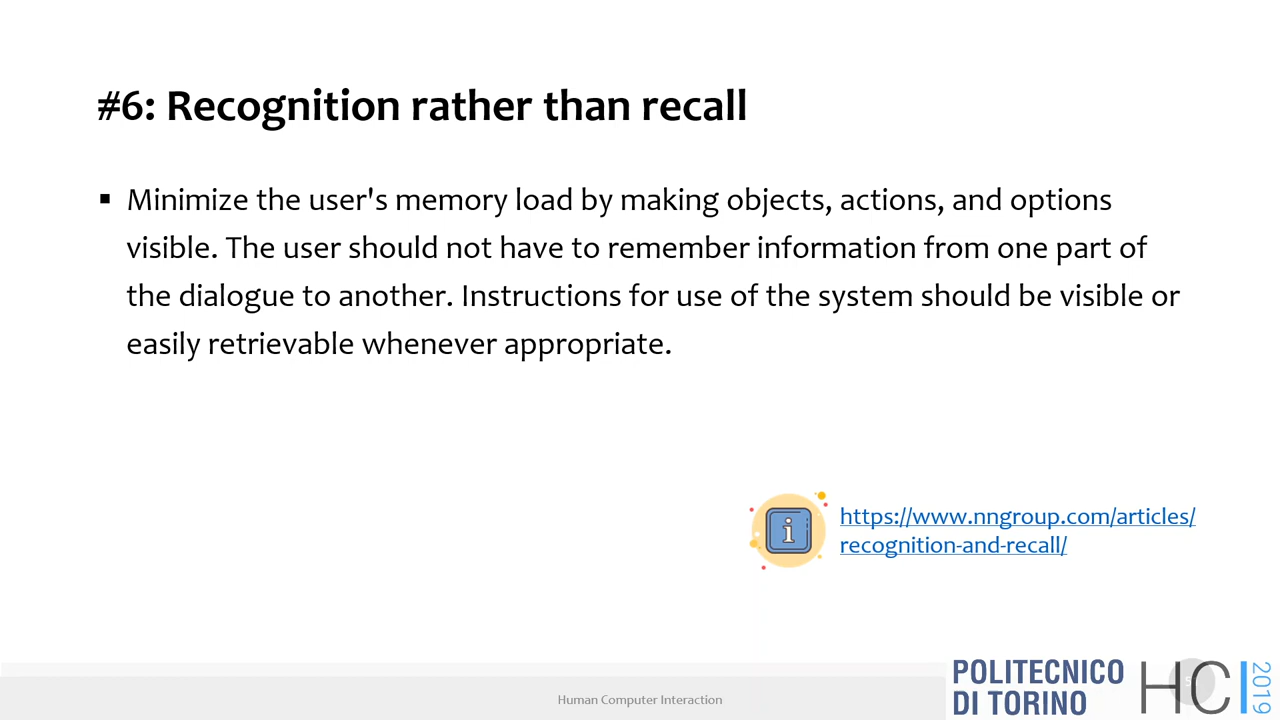 #6: Recognition rather than recall
▪ Minimize the user's memory load by making objects, actions, and options
visible. The user should not have to remember information from one part of
the dialogue to another. Instructions for use of the system should be visible or
easily retrievable whenever appropriate.
i
https://www.nngroup.com/articles/
recognition-and-recall/
Human Computer Interaction
POLITECNICO
DI TORINO
HCI
2019